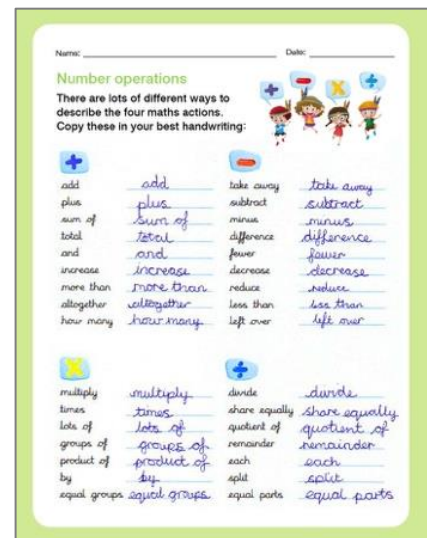 Name: Date:
Number operations
There are lots of different ways to
describe the four maths actions.
Copy these in your best handwriting:
+ - x ÷
+
add add
plus plus
sum of sum of
total total
and and
increase increase
more than more than
altogether altogether
how many how many
-
take away take away
subtract subtract
minus minus
difference difference
fewer fewer
decrease decrease
reduce reduce
less than less than
left over left over
x
multiply multiply
times times
lots of lots of
groups of groups of
product of product of
by by
equal groups equal groups
÷
divide divide
share equally share equally
quotient of quotient of
remainder remainder
each each
split split
equal parts equal parts